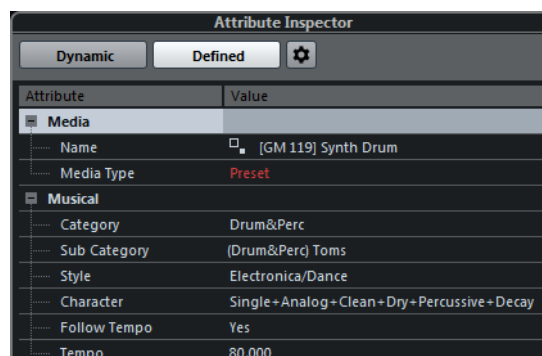 Attribute Inspector
Dynamic Defined
Attribute Value
Media
Name [GM 119] Synth Drum
Media Type Preset
Musical
Category Drum&Perc
Sub Category (Drum&Perc) Toms
Style Electronica/Dance
Character Single+Analog+Clean+Dry+Percussive+Decay
Follow Tempo Yes
Tempo 80.000